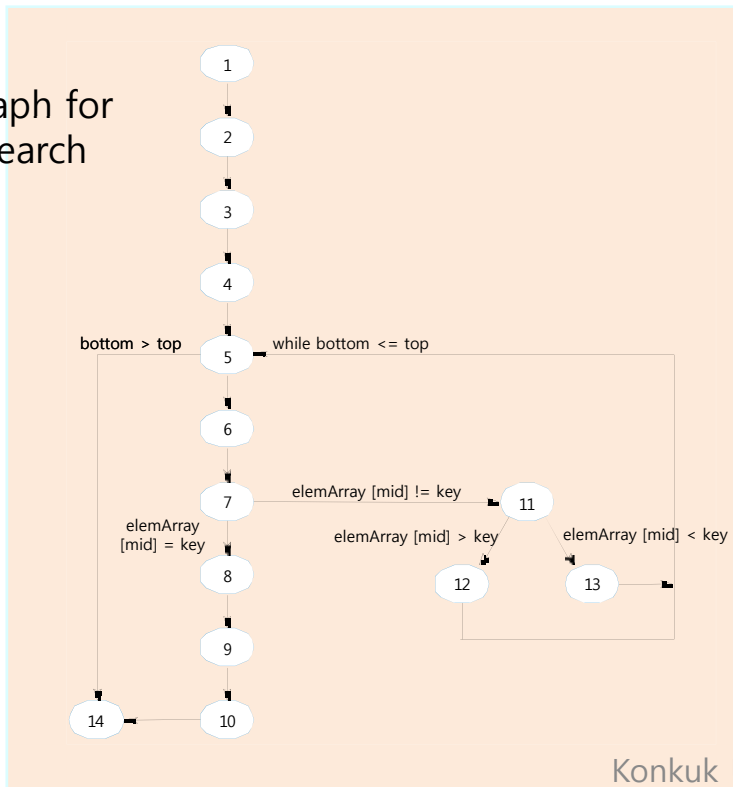 aph for
earch
1
2
3
4
bottom > top
5
while bottom <= top
6
7
elemArray [mid] != key
11
elemArray
[mid] = key
elemArray [mid] > key
elemArray [mid] < key
8
12
13
9
14
10
Konkuk